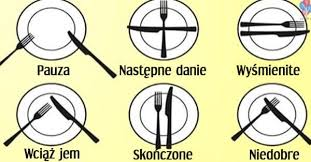 Pauza
Następne danie
Wyśmienite
Wciąż jem
Skończone
Niedobre